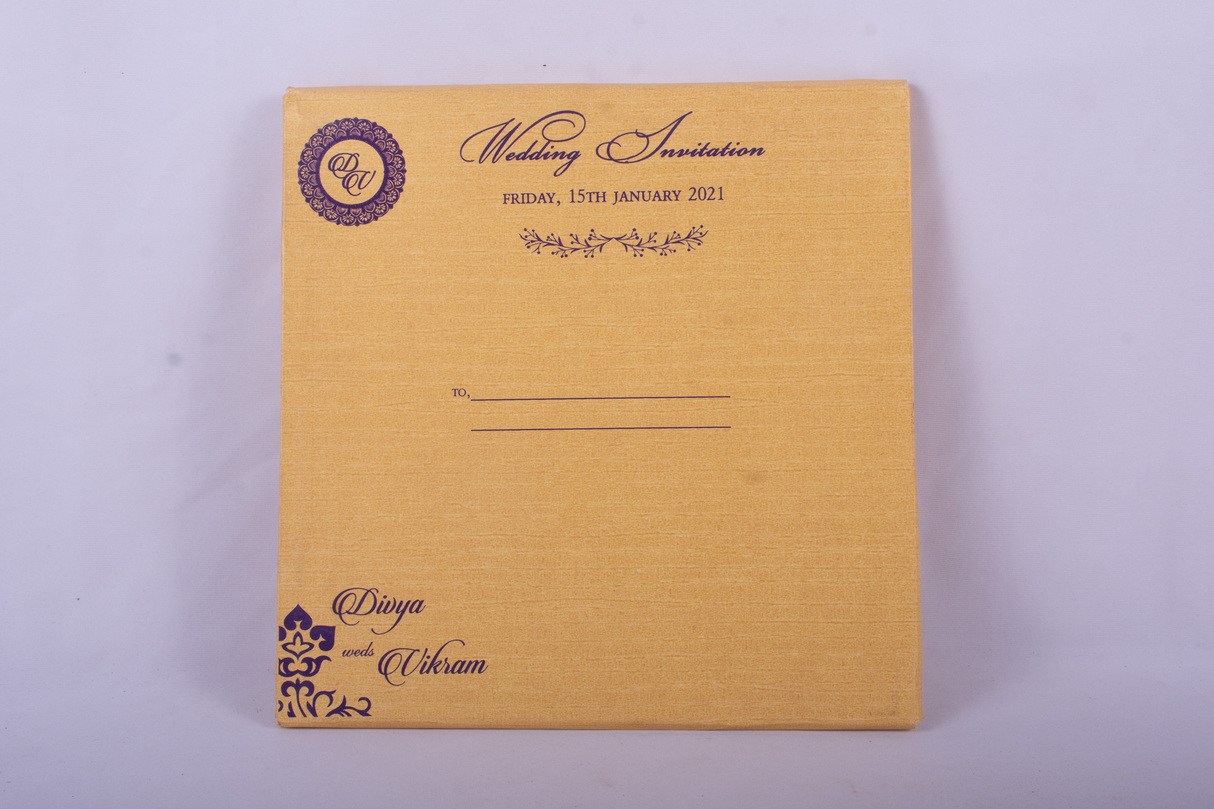 DV
Wedding Invitation
FRIDAY, 15TH JANUARY 2021
TO,
Divya
weds
Vikram